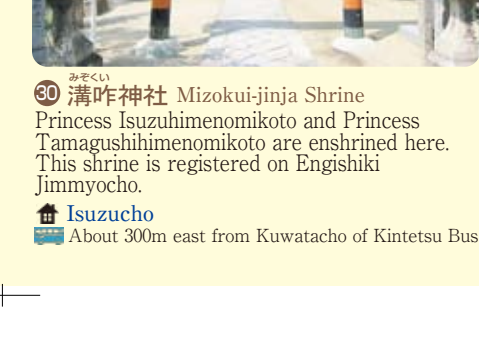 みぞくい
30 溝咋神社 Mizokui-jinja Shrine
Princess Isuzuhimenomikoto and Princess
Tamagushihimenomikoto are enshrined here.
This shrine is registered on Engishiki
Jimmyocho.
Isuzucho
About 300m east from Kuwatacho of Kintetsu Bus